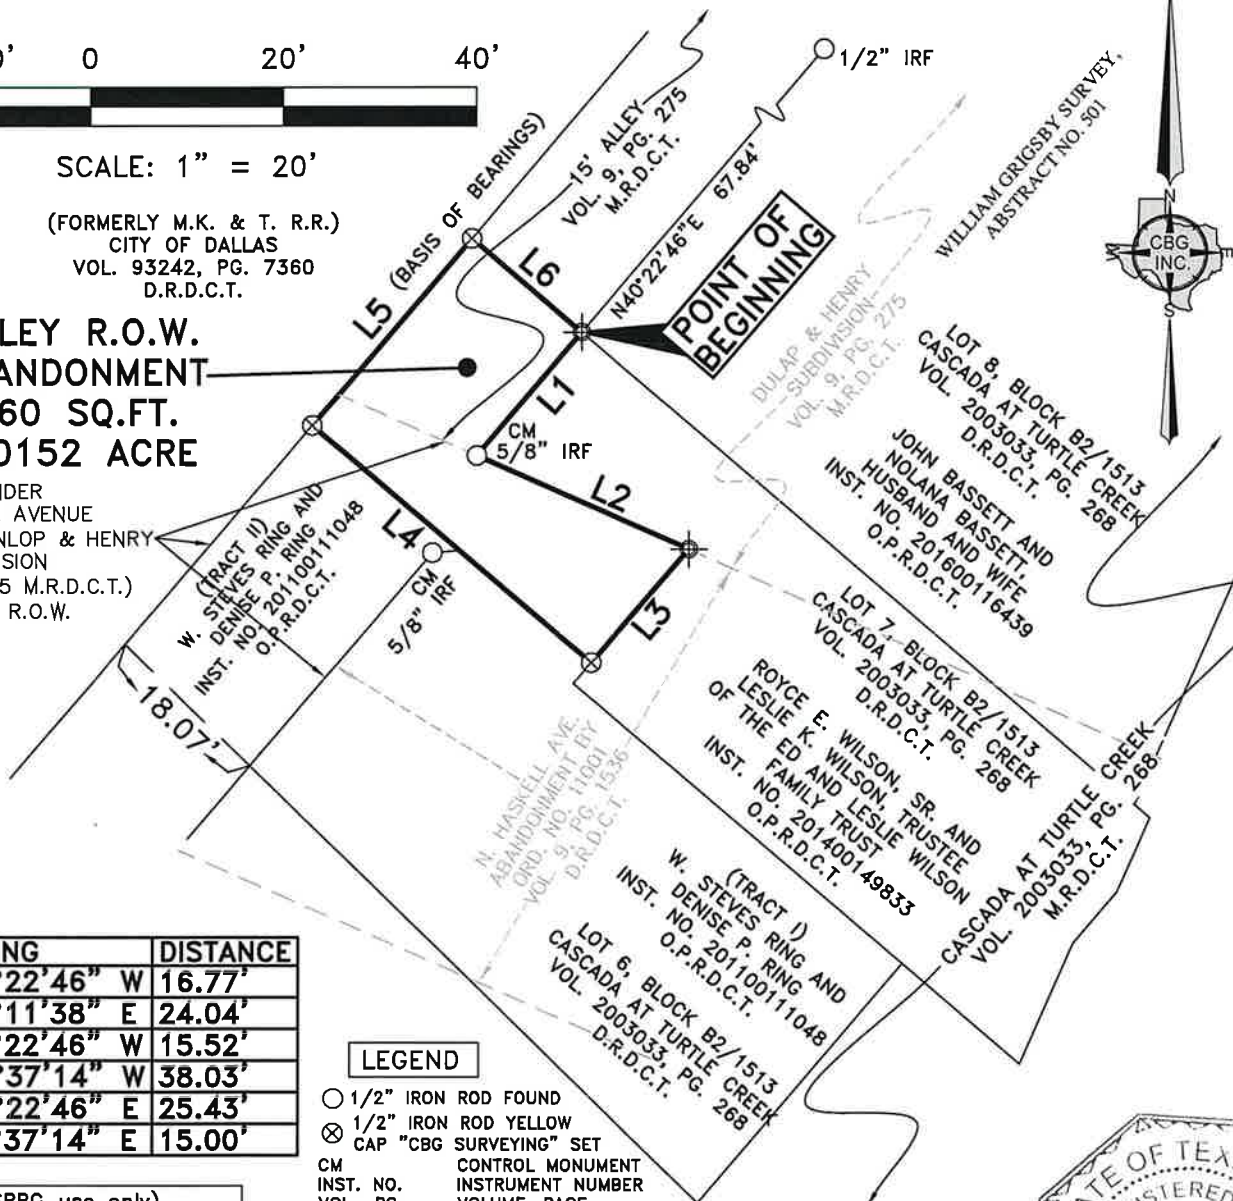 0 20' 40'
SCALE: 1" = 20'
(FORMERLY M.K. & T. R.R.)
CITY OF DALLAS
VOL. 93242, PG. 7360
D.R.D.C.T.
LEY R.O.W.
ANDONMENT
60 SQ.FT.
0152 ACRE
AVENUE
NLOP & HENRY
SION
5 M.R.D.C.T.)
R.O.W.
1/2" IRF
15' ALLEY
VOL. 9, PG. 275
M.R.D.C.T.
N40°22'46"E 67.84'
L5 (BASIS OF BEARINGS)
L6
POINT OF
BEGINNING
L1
CM
5/8" IRF
L2
L3
L4
CM
5/8" IRF
18.07'
WILLIAM GRIGSBY SURVEY,
ABSTRACT NO. 501
N
CBG
INC.
W
E
S
DULAP & HENRY
SUBDIVISION
VOL. 9, PG. 275
M.R.D.C.T.
(TRACT II)
W. STEVES RING AND
DENISE P. RING
INST. NO. 201100111048
O.P.R.D.C.T.
LOT 8, BLOCK B2/1513
CASCADA AT TURTLE CREEK
VOL. 2003033, PG. 268
D.R.D.C.T.
JOHN BASSETT AND
NOLANA BASSETT,
HUSBAND AND WIFE
INST. NO. 201600116439
O.P.R.D.C.T.
LOT 7, BLOCK B2/1513
CASCADA AT TURTLE CREEK
VOL. 2003033, PG. 268
D.R.D.C.T.
ROYCE E. WILSON, SR. AND
LESLIE K. WILSON, TRUSTEE
OF THE ED AND LESLIE WILSON
FAMILY TRUST
INST. NO. 201400149833
O.P.R.D.C.T.
N. HASKELL AVE.
ABANDONMENT BY
ORD. NO. 11001
VOL. 9, PG. 1536
D.R.D.C.T.
(TRACT I)
W. STEVES RING AND
DENISE P. RING
INST. NO. 201100111048
O.P.R.D.C.T.
LOT 6, BLOCK B2/1513
CASCADA AT TURTLE CREEK
VOL. 2003033, PG. 268
D.R.D.C.T.
CASCADA AT TURTLE CREEK
VOL. 2003033, PG. 268
M.R.D.C.T.
NG DISTANCE
22'46" W 16.77'
11'38" E 24.04'
22'46" W 15.52'
37'14" W 38.03'
22'46" E 25.43'
37'14" E 15.00'
LEGEND
1/2" IRON ROD FOUND
1/2" IRON ROD YELLOW
CAP "CBG SURVEYING" SET
CM CONTROL MONUMENT
INST. NO. INSTRUMENT NUMBER
VOL., PG. VOLUME, PAGE
use only)
TE OF TEX
STERED